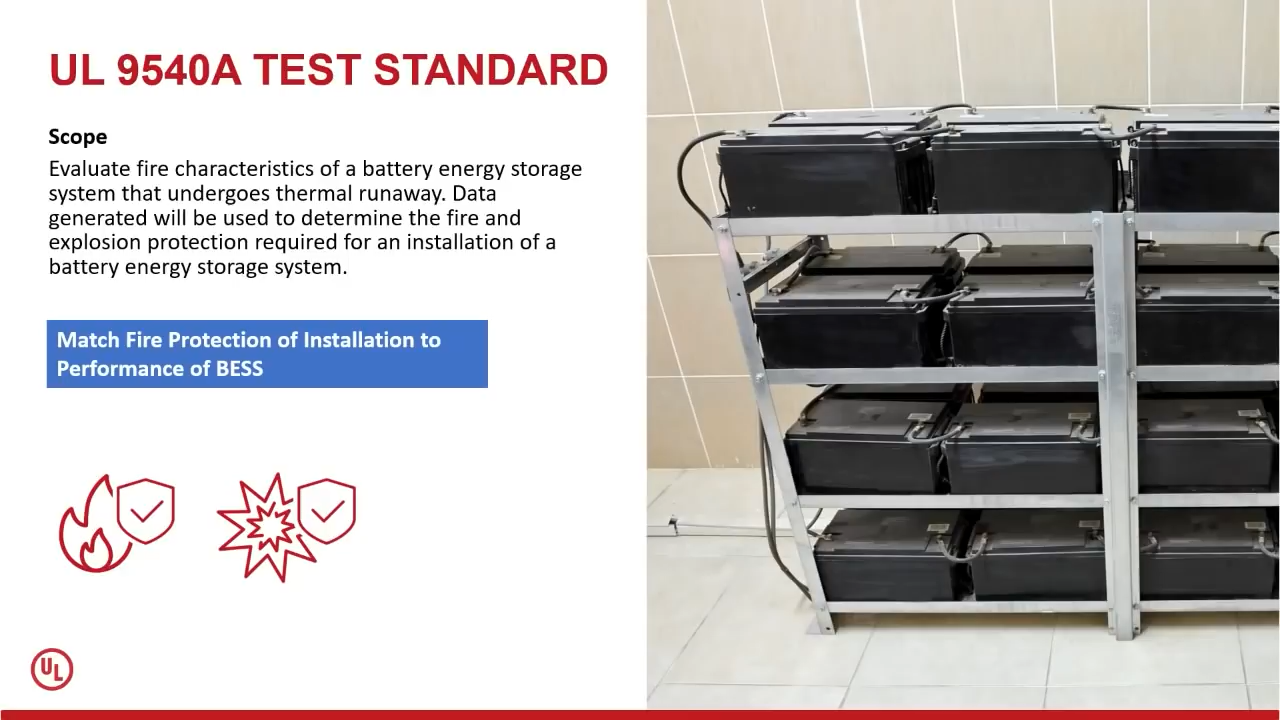 UL 9540A TEST STANDARD
Scope
Evaluate fire characteristics of a battery energy storage
system that undergoes thermal runaway. Data
generated will be used to determine the fire and
explosion protection required for an installation of a
battery energy storage system.
Match Fire Protection of Installation to
Performance of BESS
UL